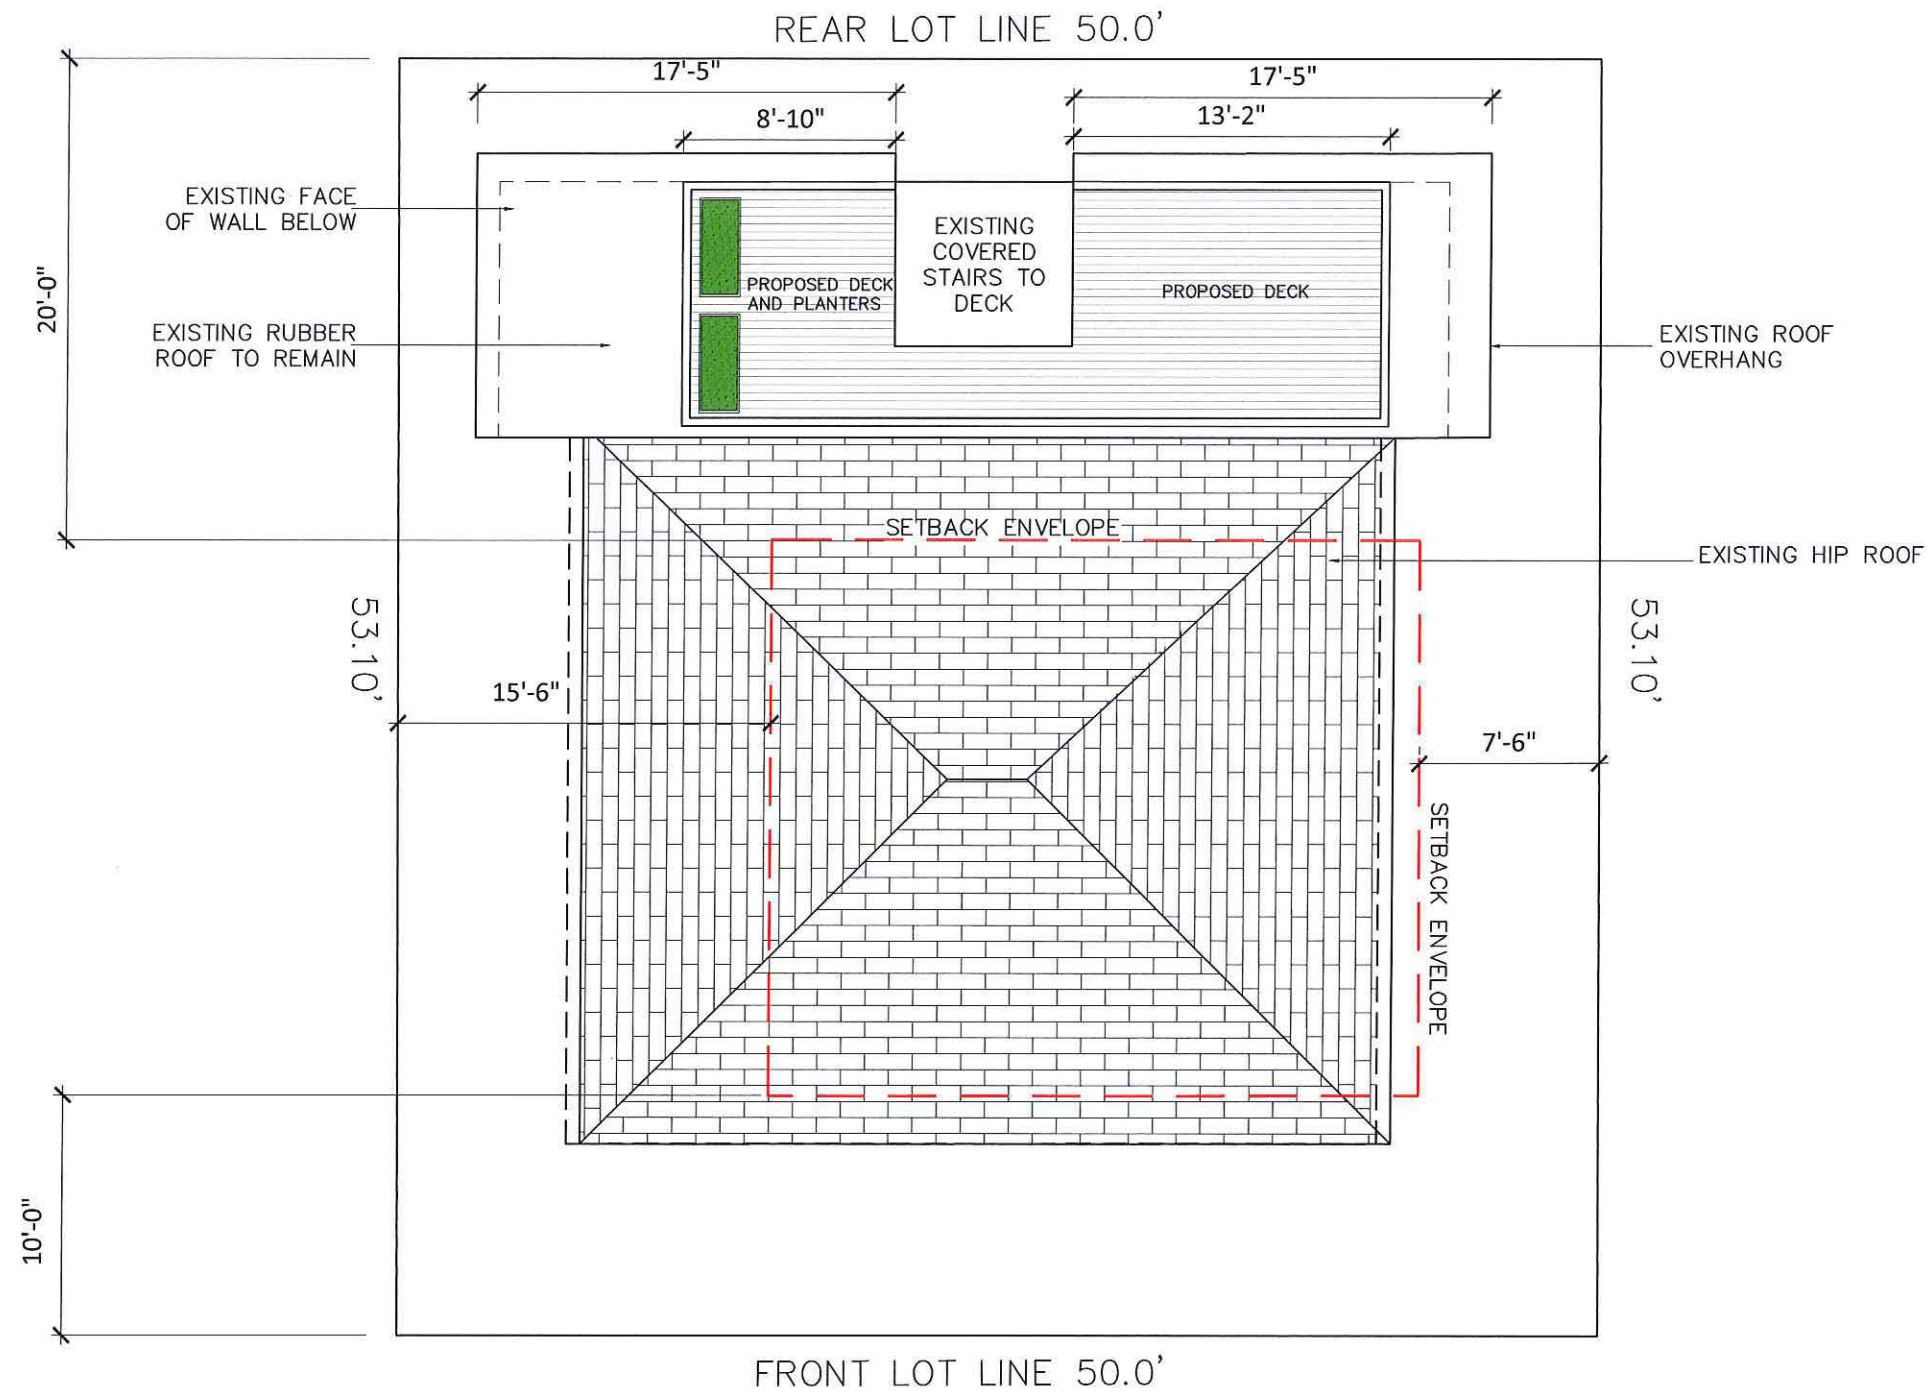 REAR LOT LINE 50.0'
17'-5"
17'-5"
8'-10"
13'-2"
EXISTING FACE
OF WALL BELOW
EXISTING
COVERED
STAIRS TO
DECK
PROPOSED DECK
AND PLANTERS
PROPOSED DECK
20'-0"
EXISTING RUBBER
ROOF TO REMAIN
EXISTING ROOF
OVERHANG
SETBACK ENVELOPE
EXISTING HIP ROOF
53.10'
53.10'
15'-6"
7'-6"
SETBACK ENVELOPE
10'-0"
FRONT LOT LINE 50.0'